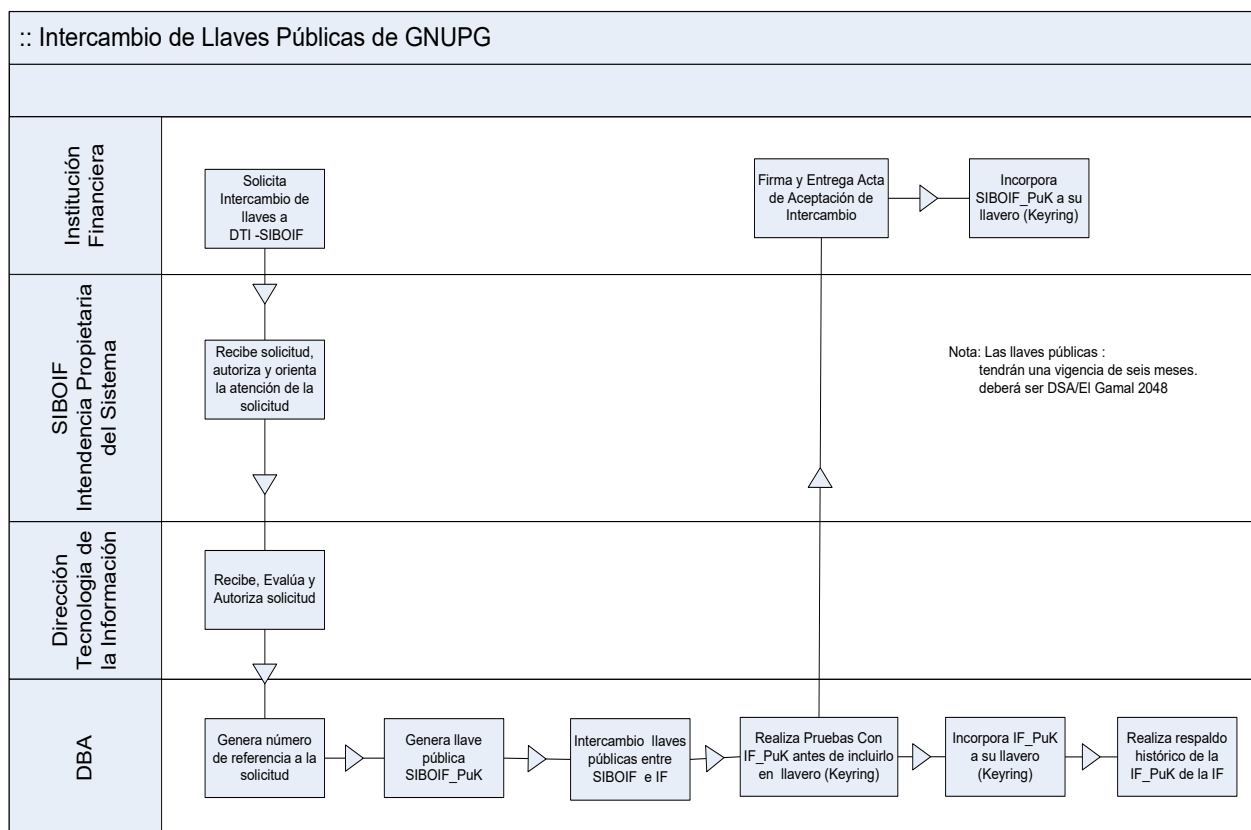 :: Intercambio de Llaves Públicas de GNUPG
Institución
Financiera
Solicita
Intercambio de
llaves a
DTI -SIBOIF
Firma y Entrega Acta
de Aceptación de
Intercambio
Incorpora
SIBOIF_PuK a su
llavero (Keyring)
SIBOIF
Intendencia Propietaria
del Sistema
Recibe solicitud,
autoriza y orienta
la atención de la
solicitud
Nota: Las llaves públicas :
tendrán una vigencia de seis meses.
deberá ser DSA/El Gamal 2048
Dirección
Tecnologia de
la Información
Recibe, Evalúa y
Autoriza solicitud
DBA
Genera número
de referencia a la
solicitud
Genera llave
pública
SIBOIF_PuK
Intercambio llaves
públicas entre
SIBOIF e IF
Realiza Pruebas Con
IF_PuK antes de incluirlo
en llavero (Keyring)
Incorpora IF_PuK
a su llavero
(Keyring)
Realiza respaldo
histórico de la
IF_PuK de la IF